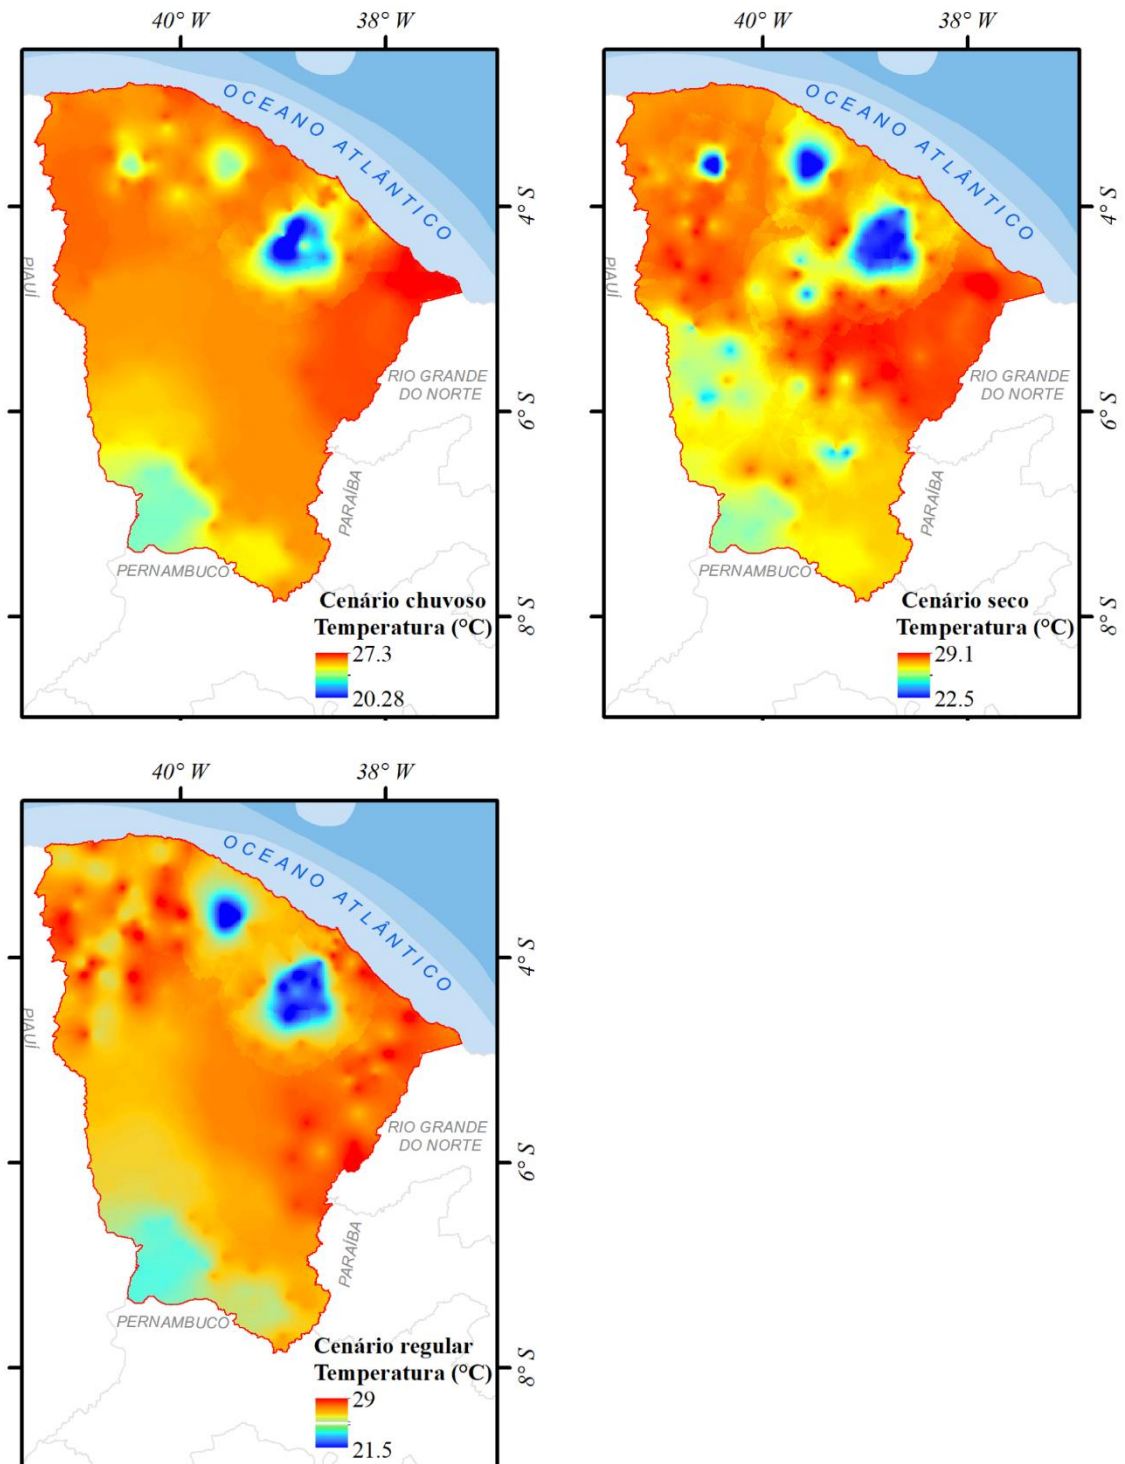 40° W 38° W
OCEANO ATLÂNTICO
4° S
PIAUÍ
RIO GRANDE
DO NORTE
6° S
PARAÍBA
PERNAMBUCO
Cenário chuvoso
Temperatura (°C)
27.3
20.28
8° S
40° W 38° W
OCEANO ATLÂNTICO
4° S
PIAUÍ
RIO GRANDE
DO NORTE
6° S
PARAÍBA
PERNAMBUCO
Cenário seco
Temperatura (°C)
29.1
22.5
8° S
40° W 38° W
OCEANO ATLÂNTICO
4° S
PIAUÍ
RIO GRANDE
DO NORTE
6° S
PARAÍBA
PERNAMBUCO
Cenário regular
Temperatura (°C)
29
21.5
8° S